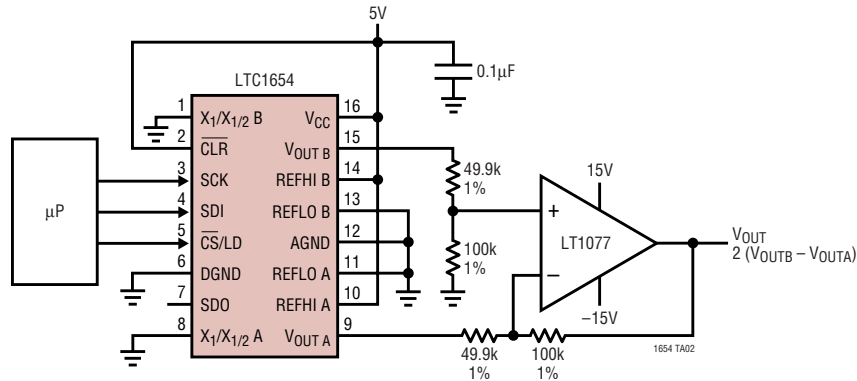 5V
0.1µF
LTC1654
1
X1/X1/2 B
VCC
16
2
CLR
VOUT B
15
3
SCK
REFHI B
14
4
SDI
REFLO B
13
5
CS/LD
AGND
12
6
DGND
REFLO A
11
7
SDO
REFHI A
10
8
X1/X1/2 A
VOUT A
9
µP
49.9k
1%
100k
1%
15V
+
LT1077
−
−15V
VOUT
2 (VOUTB – VOUTA)
49.9k
1%
100k
1%
1654 TA02